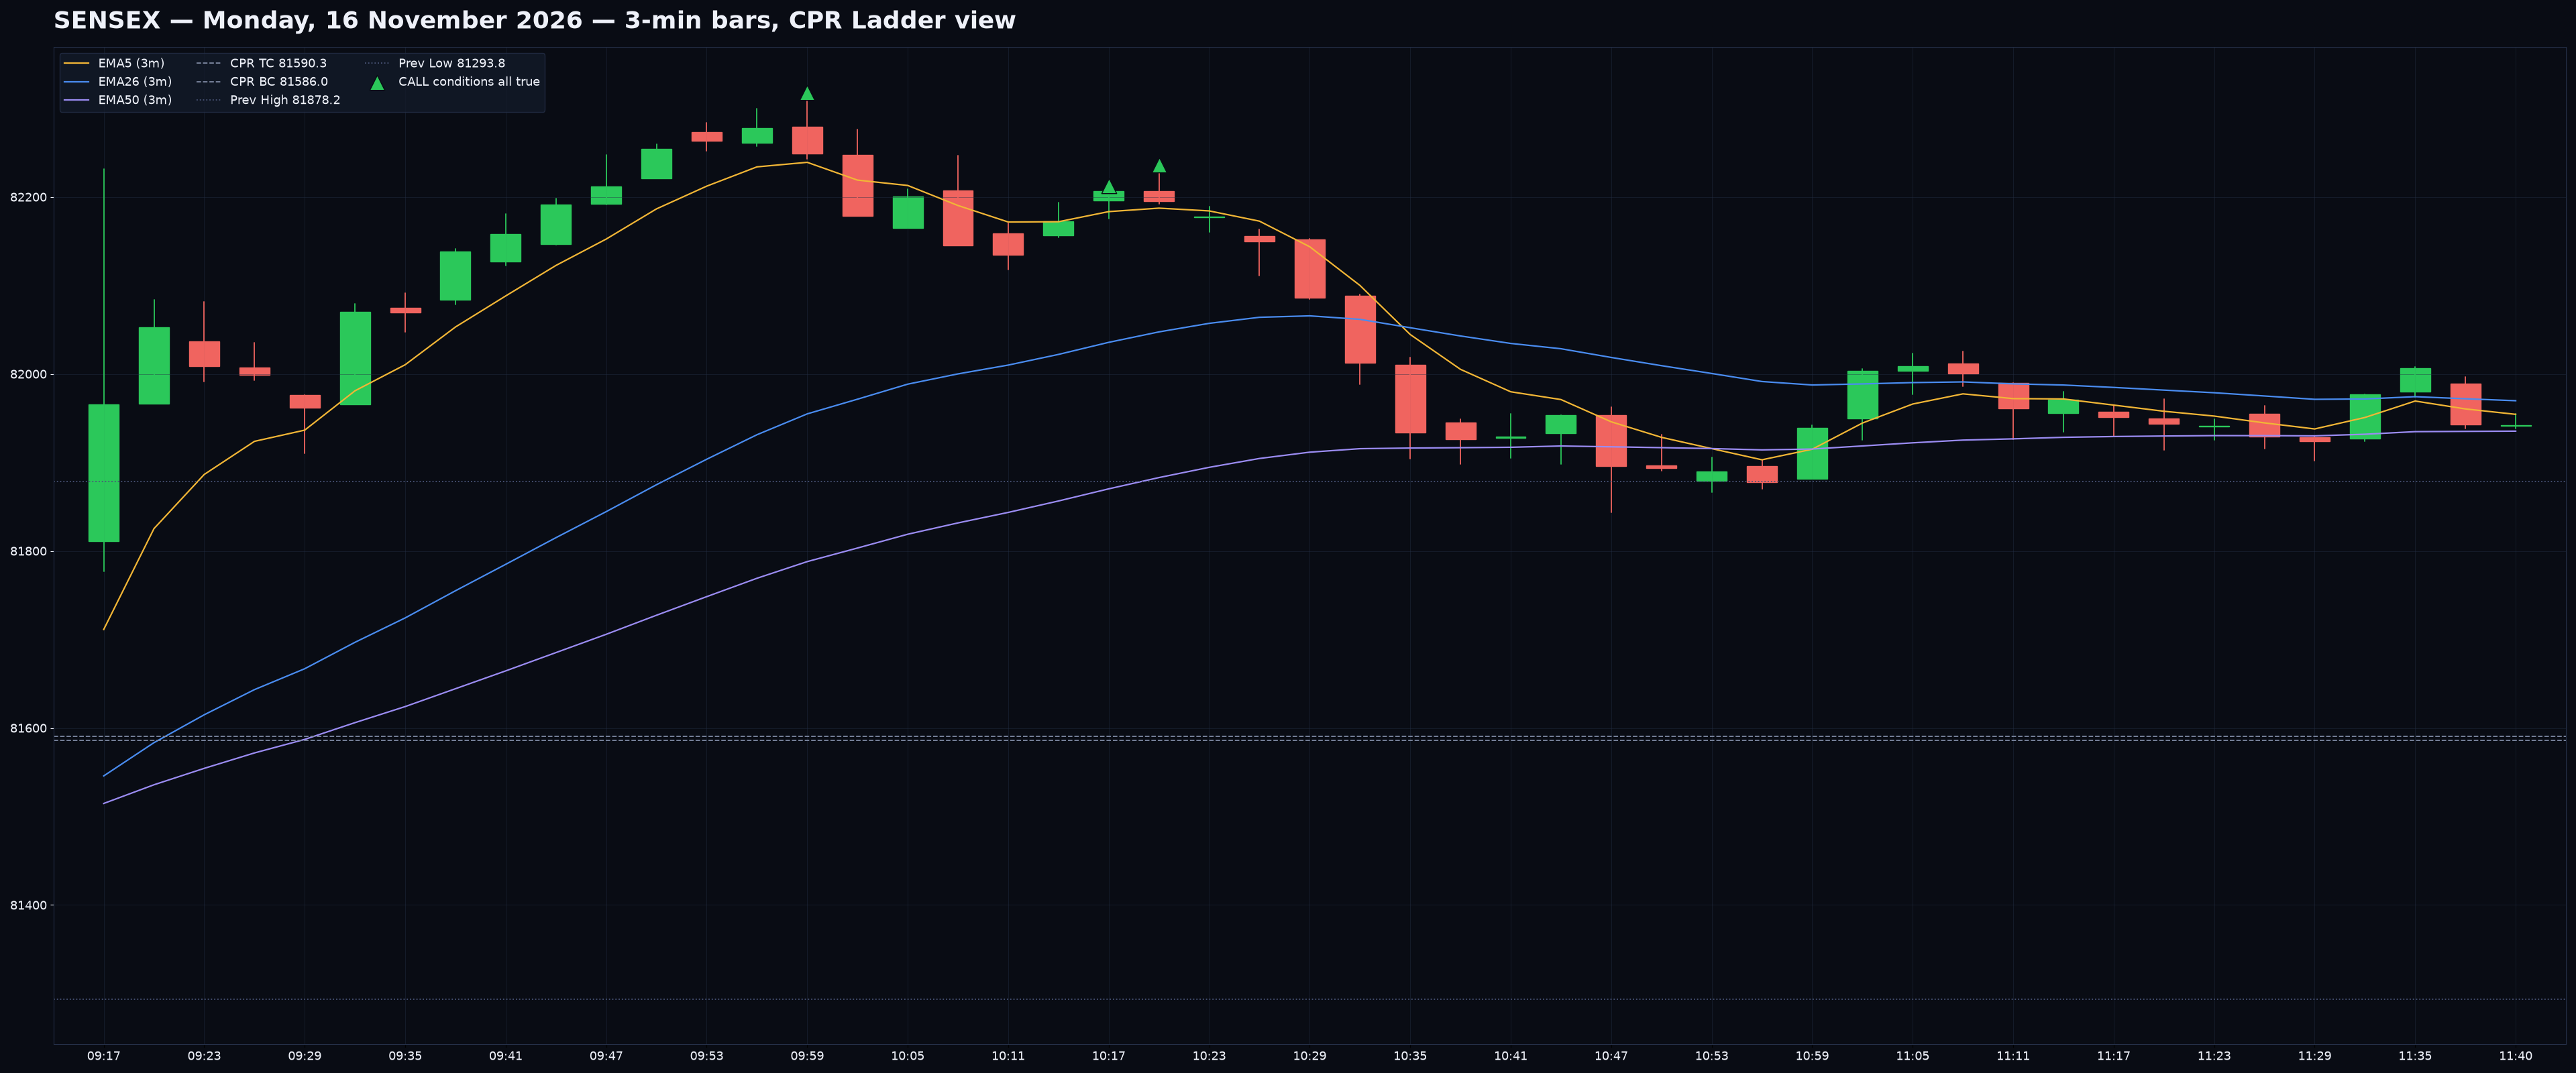 SENSEX — Monday, 16 November 2026 — 3-min bars, CPR Ladder view
EMA5 (3m)
EMA26 (3m)
EMA50 (3m)
CPR TC 81590.3
CPR BC 81586.0
Prev High 81878.2
Prev Low 81293.8
CALL conditions all true
82200
82000
81800
81600
81400
09:17 09:23 09:29 09:35 09:41 09:47 09:53 09:59 10:05 10:11 10:17 10:23 10:29 10:35 10:41 10:47 10:53 10:59 11:05 11:11 11:17 11:23 11:29 11:35 11:40